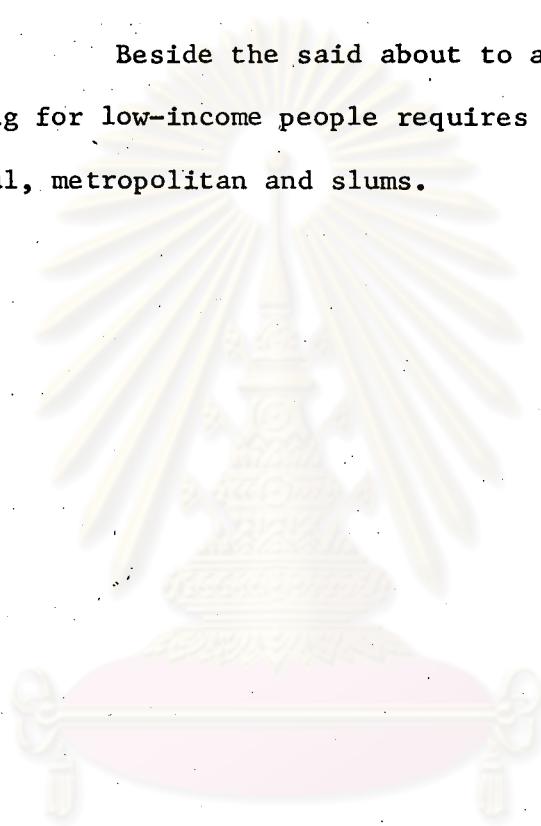 Beside the said about to a
g for low-income people requires
l, metropolitan and slums.